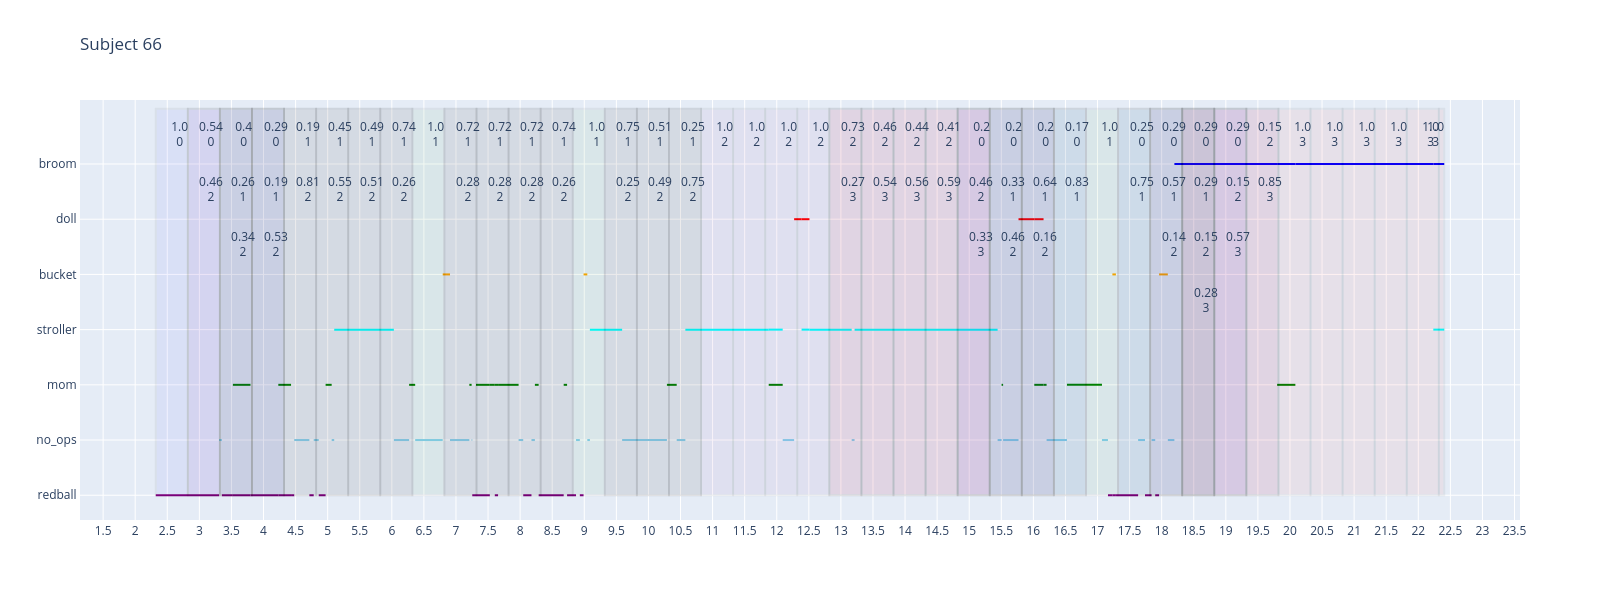 Subject 66
1.0 0.54 0.4 0.29 0.19 0.45 0.49 0.74 1.0 0.72 0.72 0.72 0.74 1.0 0.75 0.51 0.25 1.0 1.0 1.0 1.0 0.73 0.46 0.44 0.41 0.2 0.2 0.2 0.17 1.0 0.25 0.29 0.29 0.29 0.15 1.0 1.0 1.0 1.0
0 0 0 0 1 1 1 1 1 1 1 1 1 1 1 1 1 2 2 2 2 2 2 2 2 0 0 0 0 1 0 0 0 0 2 3 3 3 3 3 3
broom
0.46 0.26 0.19 0.81 0.55 0.51 0.26 0.28 0.28 0.28 0.26 0.25 0.49 0.75 0.27 0.54 0.56 0.59 0.46 0.33 0.64 0.83 0.75 0.57 0.29 0.15 0.85
2 1 1 2 2 2 2 2 2 2 2 2 2 2 3 3 3 3 2 1 1 1 1 1 1 2 3
doll
0.34 0.53 0.33 0.46 0.16 0.14 0.15 0.57
2 2 3 2 2 2 2 3
bucket
0.28
3
stroller
mom
no_ops
redball
1.5 2 2.5 3 3.5 4 4.5 5 5.5 6 6.5 7 7.5 8 8.5 9 9.5 10 10.5 11 11.5 12 12.5 13 13.5 14 14.5 15 15.5 16 16.5 17 17.5 18 18.5 19 19.5 20 20.5 21 21.5 22 22.5 23 23.5